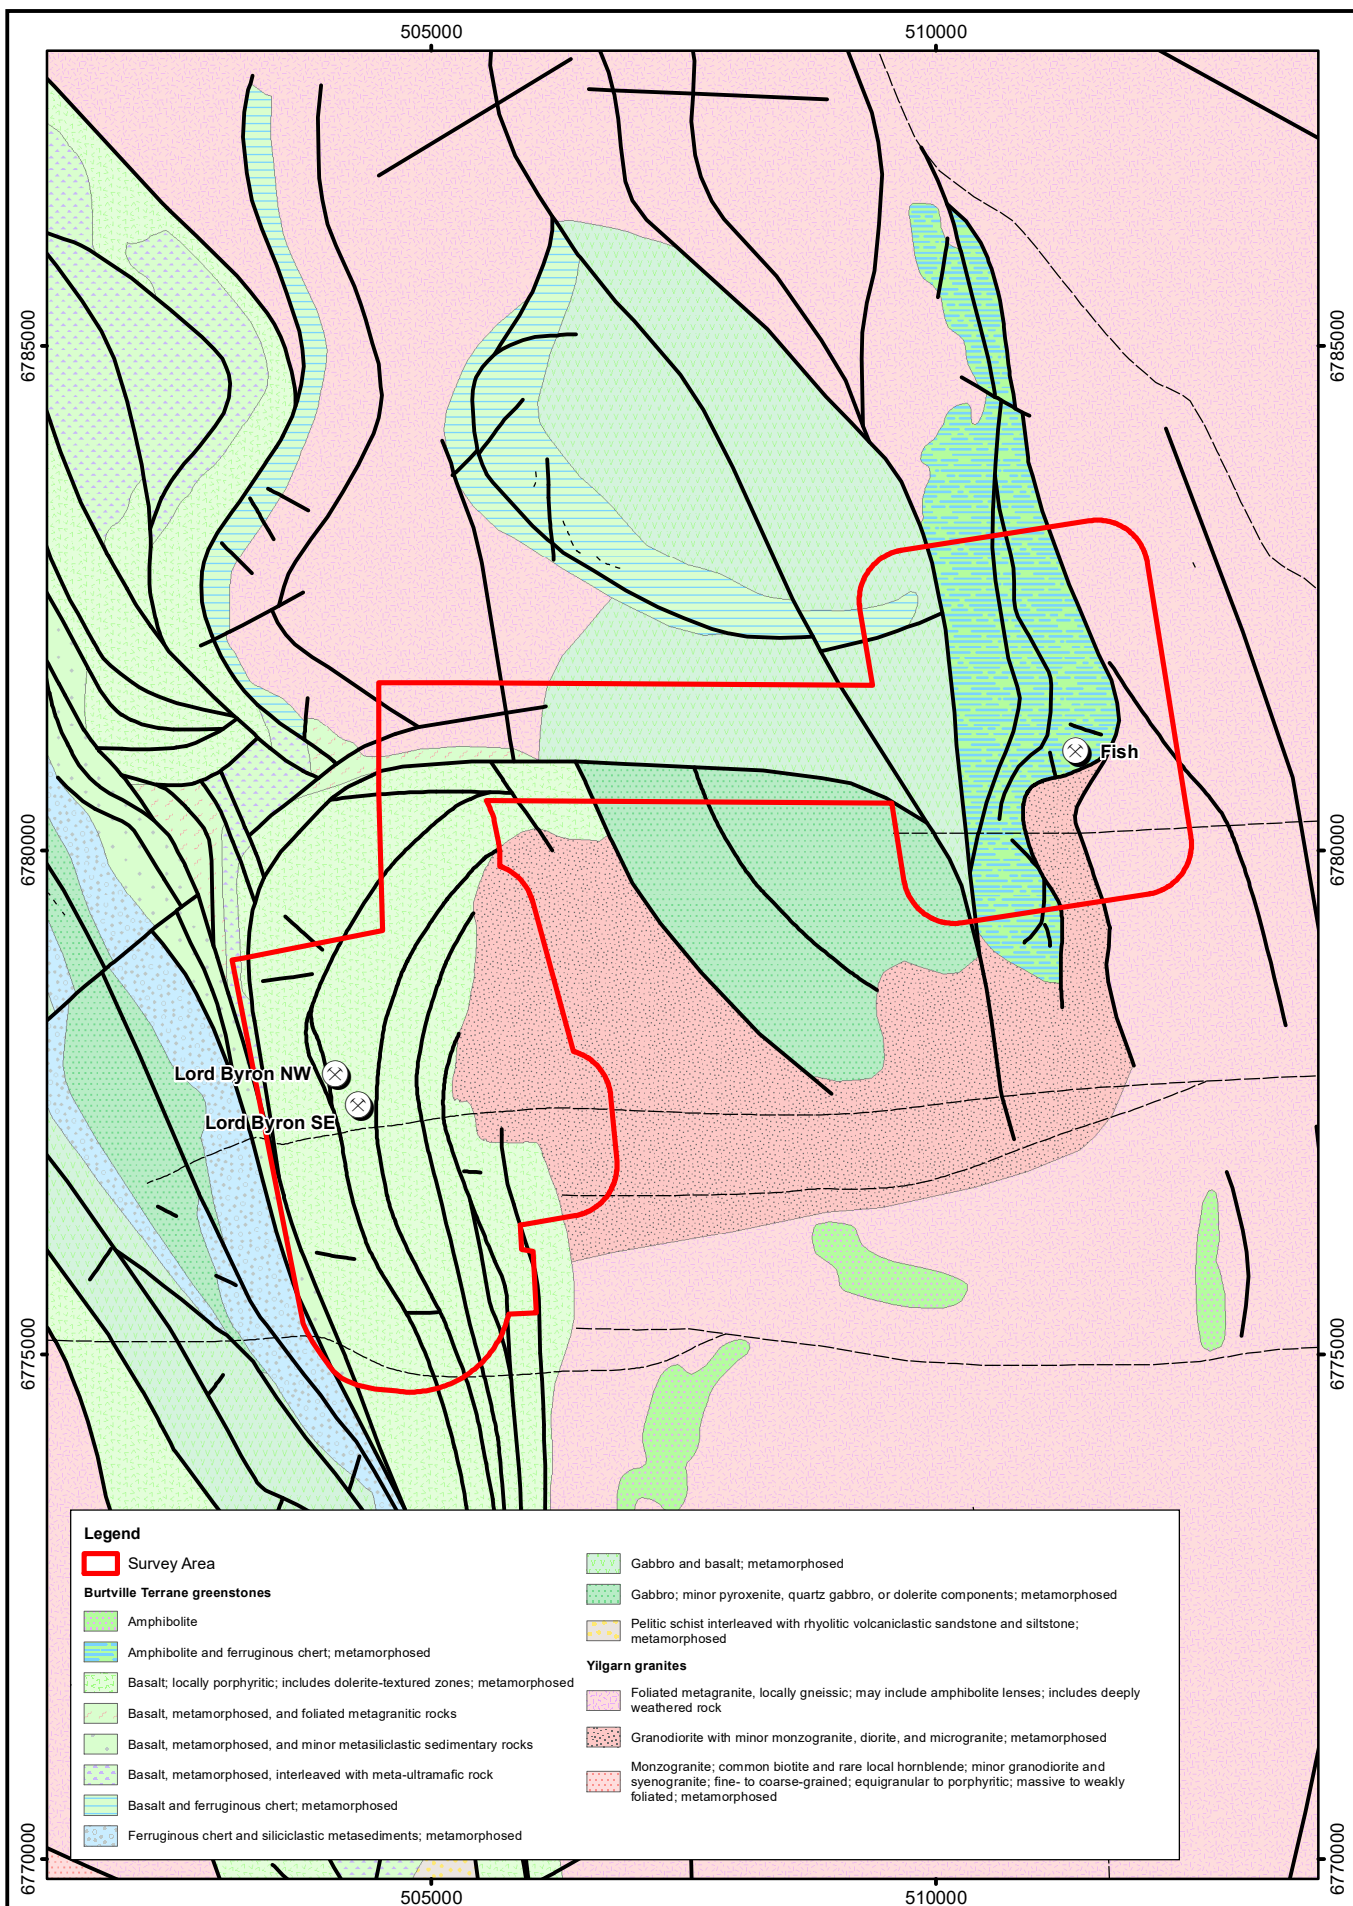 505000
510000
6785000
6785000
Fish
6780000
6780000
Lord Byron NW
Lord Byron SE
6775000
6775000
Legend
Survey Area
Burtville Terrane greenstones
Amphibolite
Amphibolite and ferruginous chert; metamorphosed
Basalt; locally porphyritic; includes dolerite-textured zones; metamorphosed
Basalt, metamorphosed, and foliated metagranitic rocks
Basalt, metamorphosed, and minor metasiliclastic sedimentary rocks
Basalt, metamorphosed, interleaved with meta-ultramafic rock
Basalt and ferruginous chert; metamorphosed
Ferruginous chert and siliciclastic metasediments; metamorphosed
Gabbro and basalt; metamorphosed
Gabbro; minor pyroxenite, quartz gabbro, or dolerite components; metamorphosed
Pelitic schist interleaved with rhyolitic volcaniclastic sandstone and siltstone;
metamorphosed
Yilgarn granites
Foliated metagranite, locally gneissic; may include amphibolite lenses; includes deeply
weathered rock
Granodiorite with minor monzogranite, diorite, and microgranite; metamorphosed
Monzogranite; common biotite and rare local hornblende; minor granodiorite and
syenogranite; fine- to coarse-grained; equigranular to porphyritic; massive to weakly
foliated; metamorphosed
6770000
6770000
505000
510000